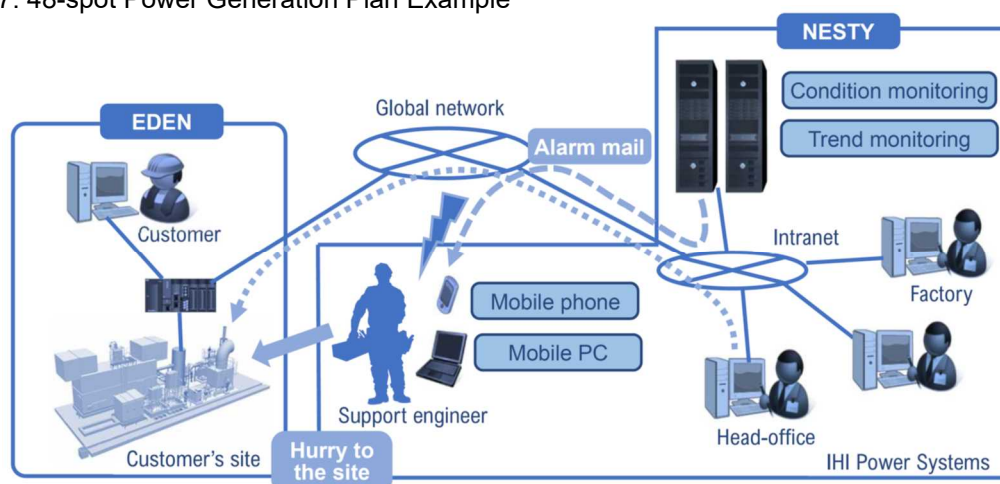 7. 48-spot Power Generation Plan Example
NESTY
Condition monitoring
Trend monitoring
EDEN
Global network
Alarm mail
Customer
Intranet
Factory
Mobile phone
Mobile PC
Support engineer
Head-office
Customer's site
Hurry to
the site
IHI Power Systems